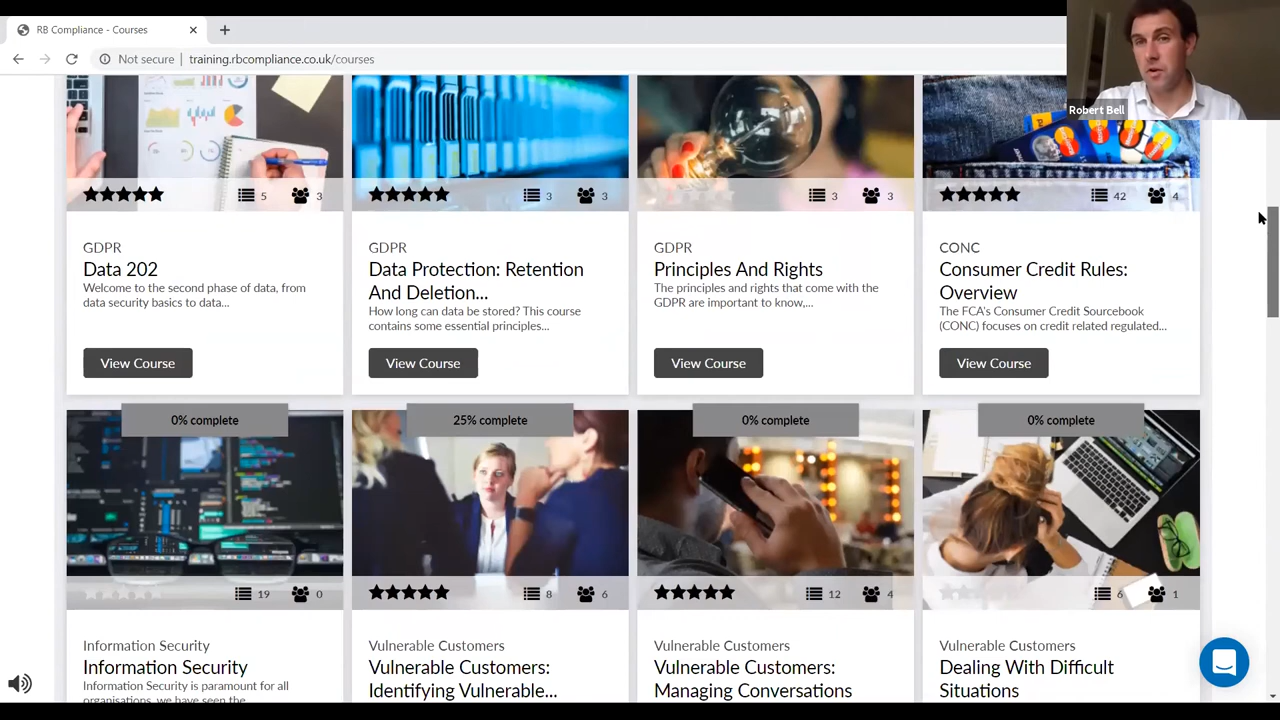 RB Compliance - Courses
Not secure
training.rbcompliance.co.uk/courses
Robert Bell
5 3
3 3
3 3
42 4
GDPR
Data 202
Welcome to the second phase of data, from
data security basics to data...
View Course
GDPR
Data Protection: Retention
And Deletion...
How long can data be stored? This course
contains some essential principles...
View Course
GDPR
Principles And Rights
The principles and rights that come with the
GDPR are important to know,...
View Course
CONC
Consumer Credit Rules:
Overview
The FCA's Consumer Credit Sourcebook
(CONC) focuses on credit related regulated...
View Course
0% complete
25% complete
0% complete
0% complete
19 0
8 6
12 4
6 1
Information Security
Information Security
Information Security is paramount for all
organisations, we have seen the
Vulnerable Customers
Vulnerable Customers:
Identifying Vulnerable...
Vulnerable Customers
Vulnerable Customers:
Managing Conversations
Vulnerable Customers
Dealing With Difficult
Situations